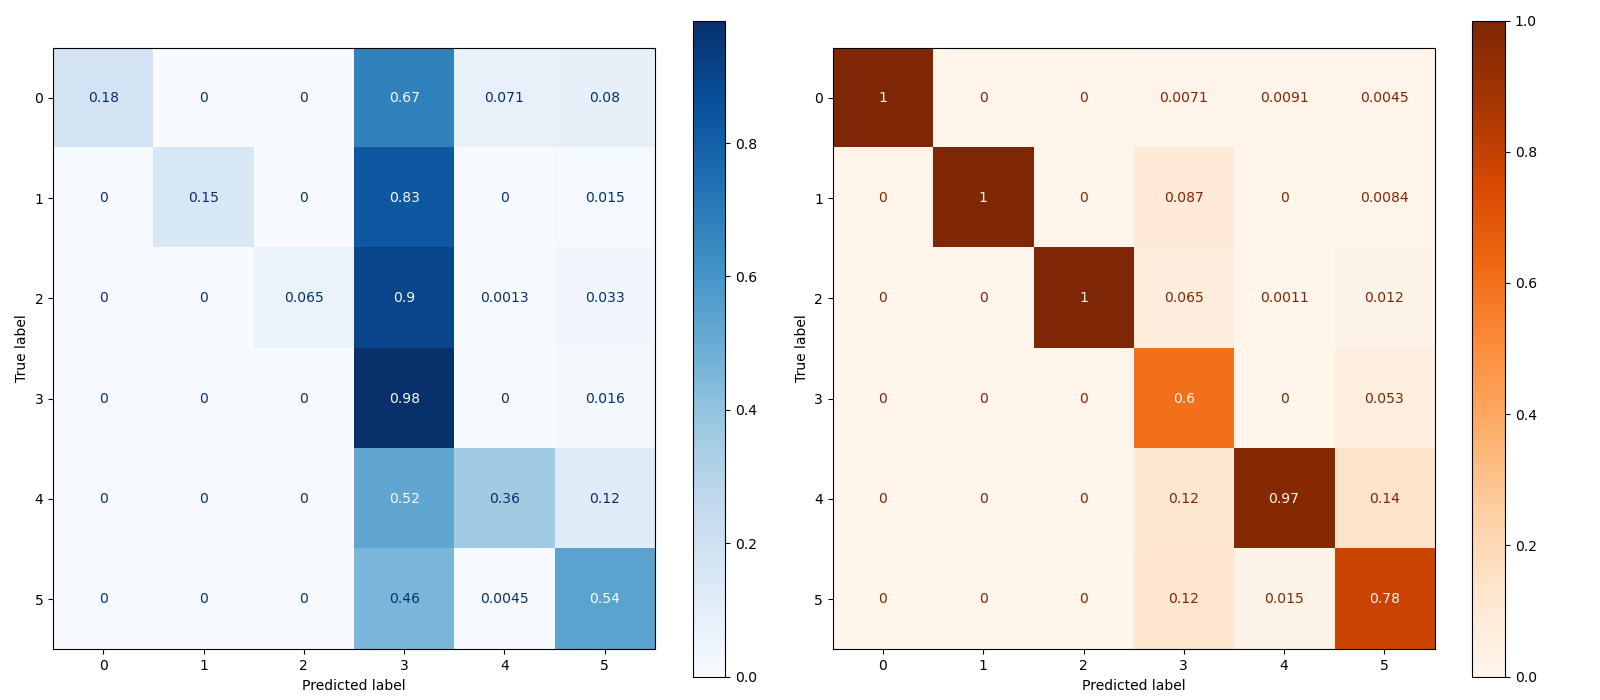 0 0.18 0 0 0.67 0.071 0.08
1 0 0.15 0 0.83 0 0.015
2 0 0 0.065 0.9 0.0013 0.033
3 0 0 0 0.98 0 0.016
4 0 0 0 0.52 0.36 0.12
5 0 0 0 0.46 0.0045 0.54
0 1 2 3 4 5
True label
Predicted label
0.8
0.6
0.4
0.2
0.0
0 1 0 0 0.0071 0.0091 0.0045
1 0 1 0 0.087 0 0.0084
2 0 0 1 0.065 0.0011 0.012
3 0 0 0 0.6 0 0.053
4 0 0 0 0.12 0.97 0.14
5 0 0 0 0.12 0.015 0.78
0 1 2 3 4 5
True label
Predicted label
1.0
0.8
0.6
0.4
0.2
0.0